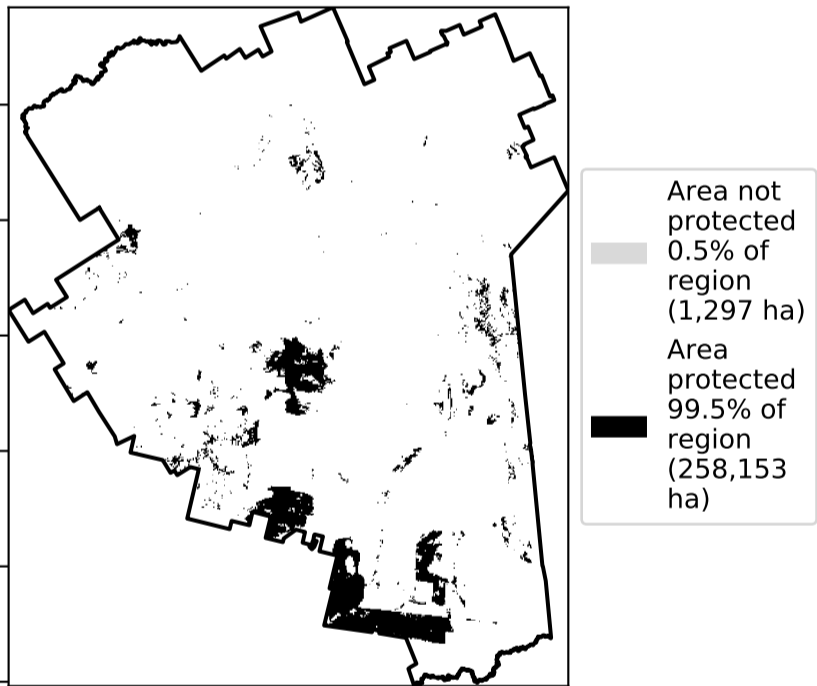 Area not
protected
0.5% of
region
(1,297 ha)
Area
protected
99.5% of
region
(258,153
ha)